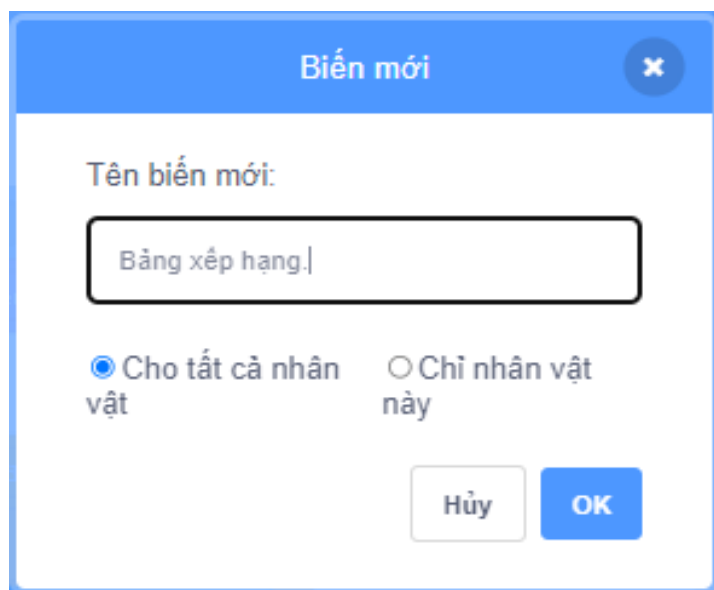 Biến mới
Tên biến mới:
Bảng xếp hạng.
Cho tất cả nhân
vật
Chỉ nhân vật
này
Hủy
OK